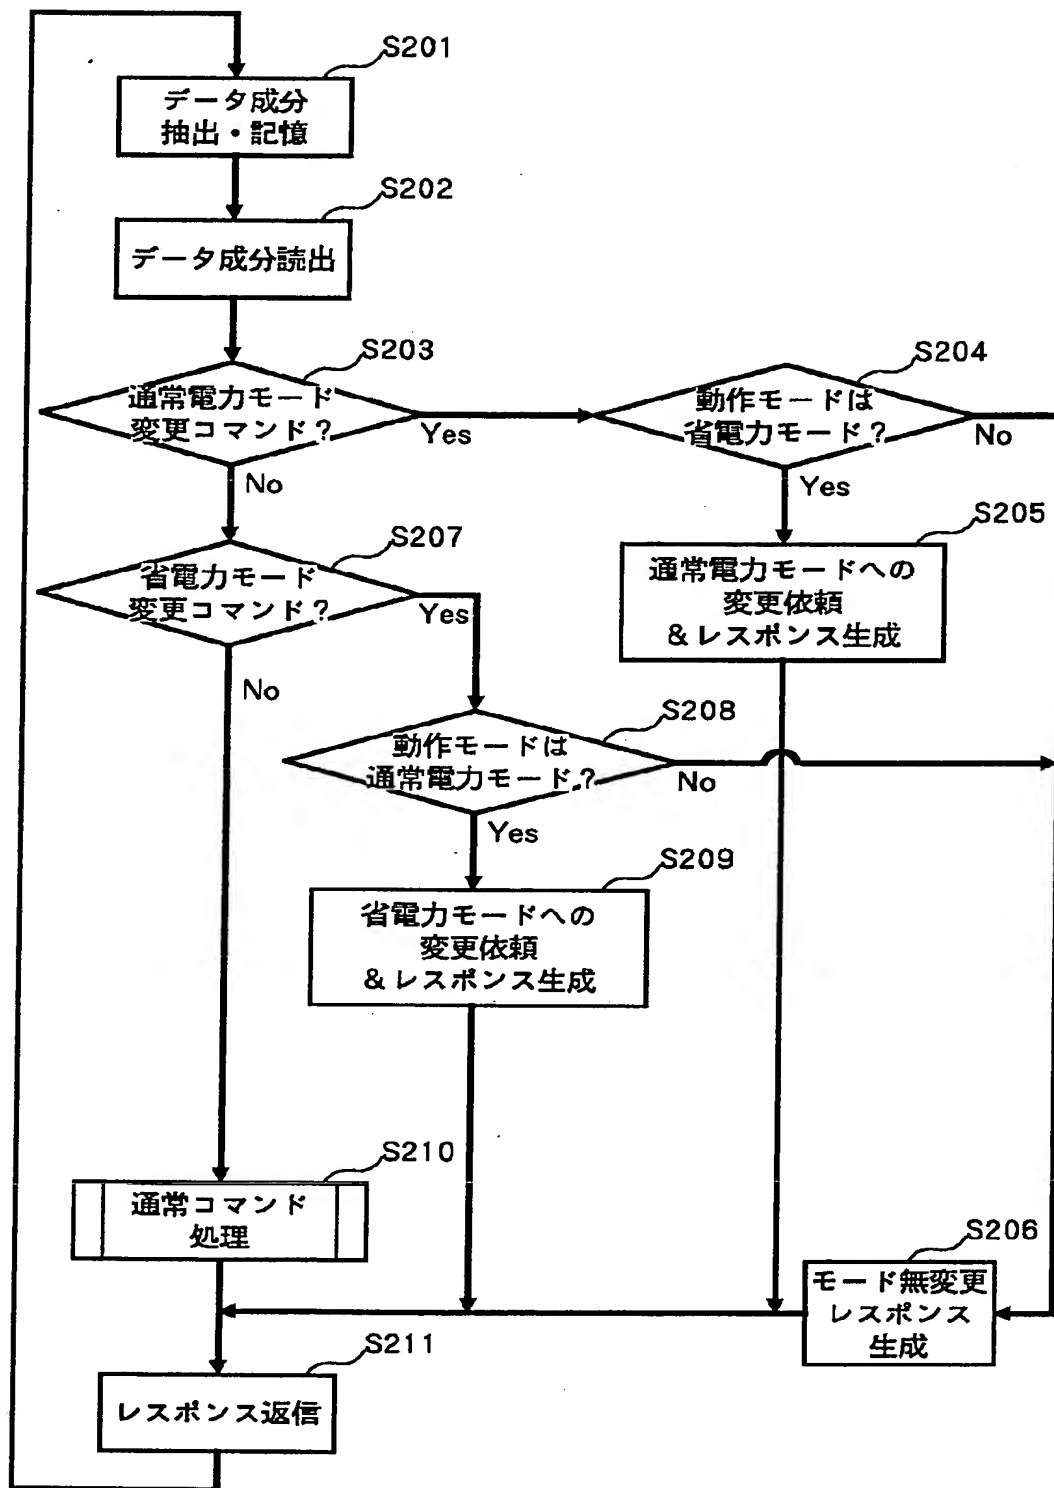 S201
データ成分
抽出・記憶
S202
データ成分読出
S203
通常電力モード
変更コマンド？
Yes
No
S204
動作モードは
省電力モード？
No
Yes
S205
通常電力モードへの
変更依頼
&レスポンス生成
S207
省電力モード
変更コマンド？
Yes
No
S208
動作モードは
通常電力モード？
No
Yes
S209
省電力モードへの
変更依頼
&レスポンス生成
S210
通常コマンド
処理
S206
モード無変更
レスポンス
生成
S211
レスポンス返信